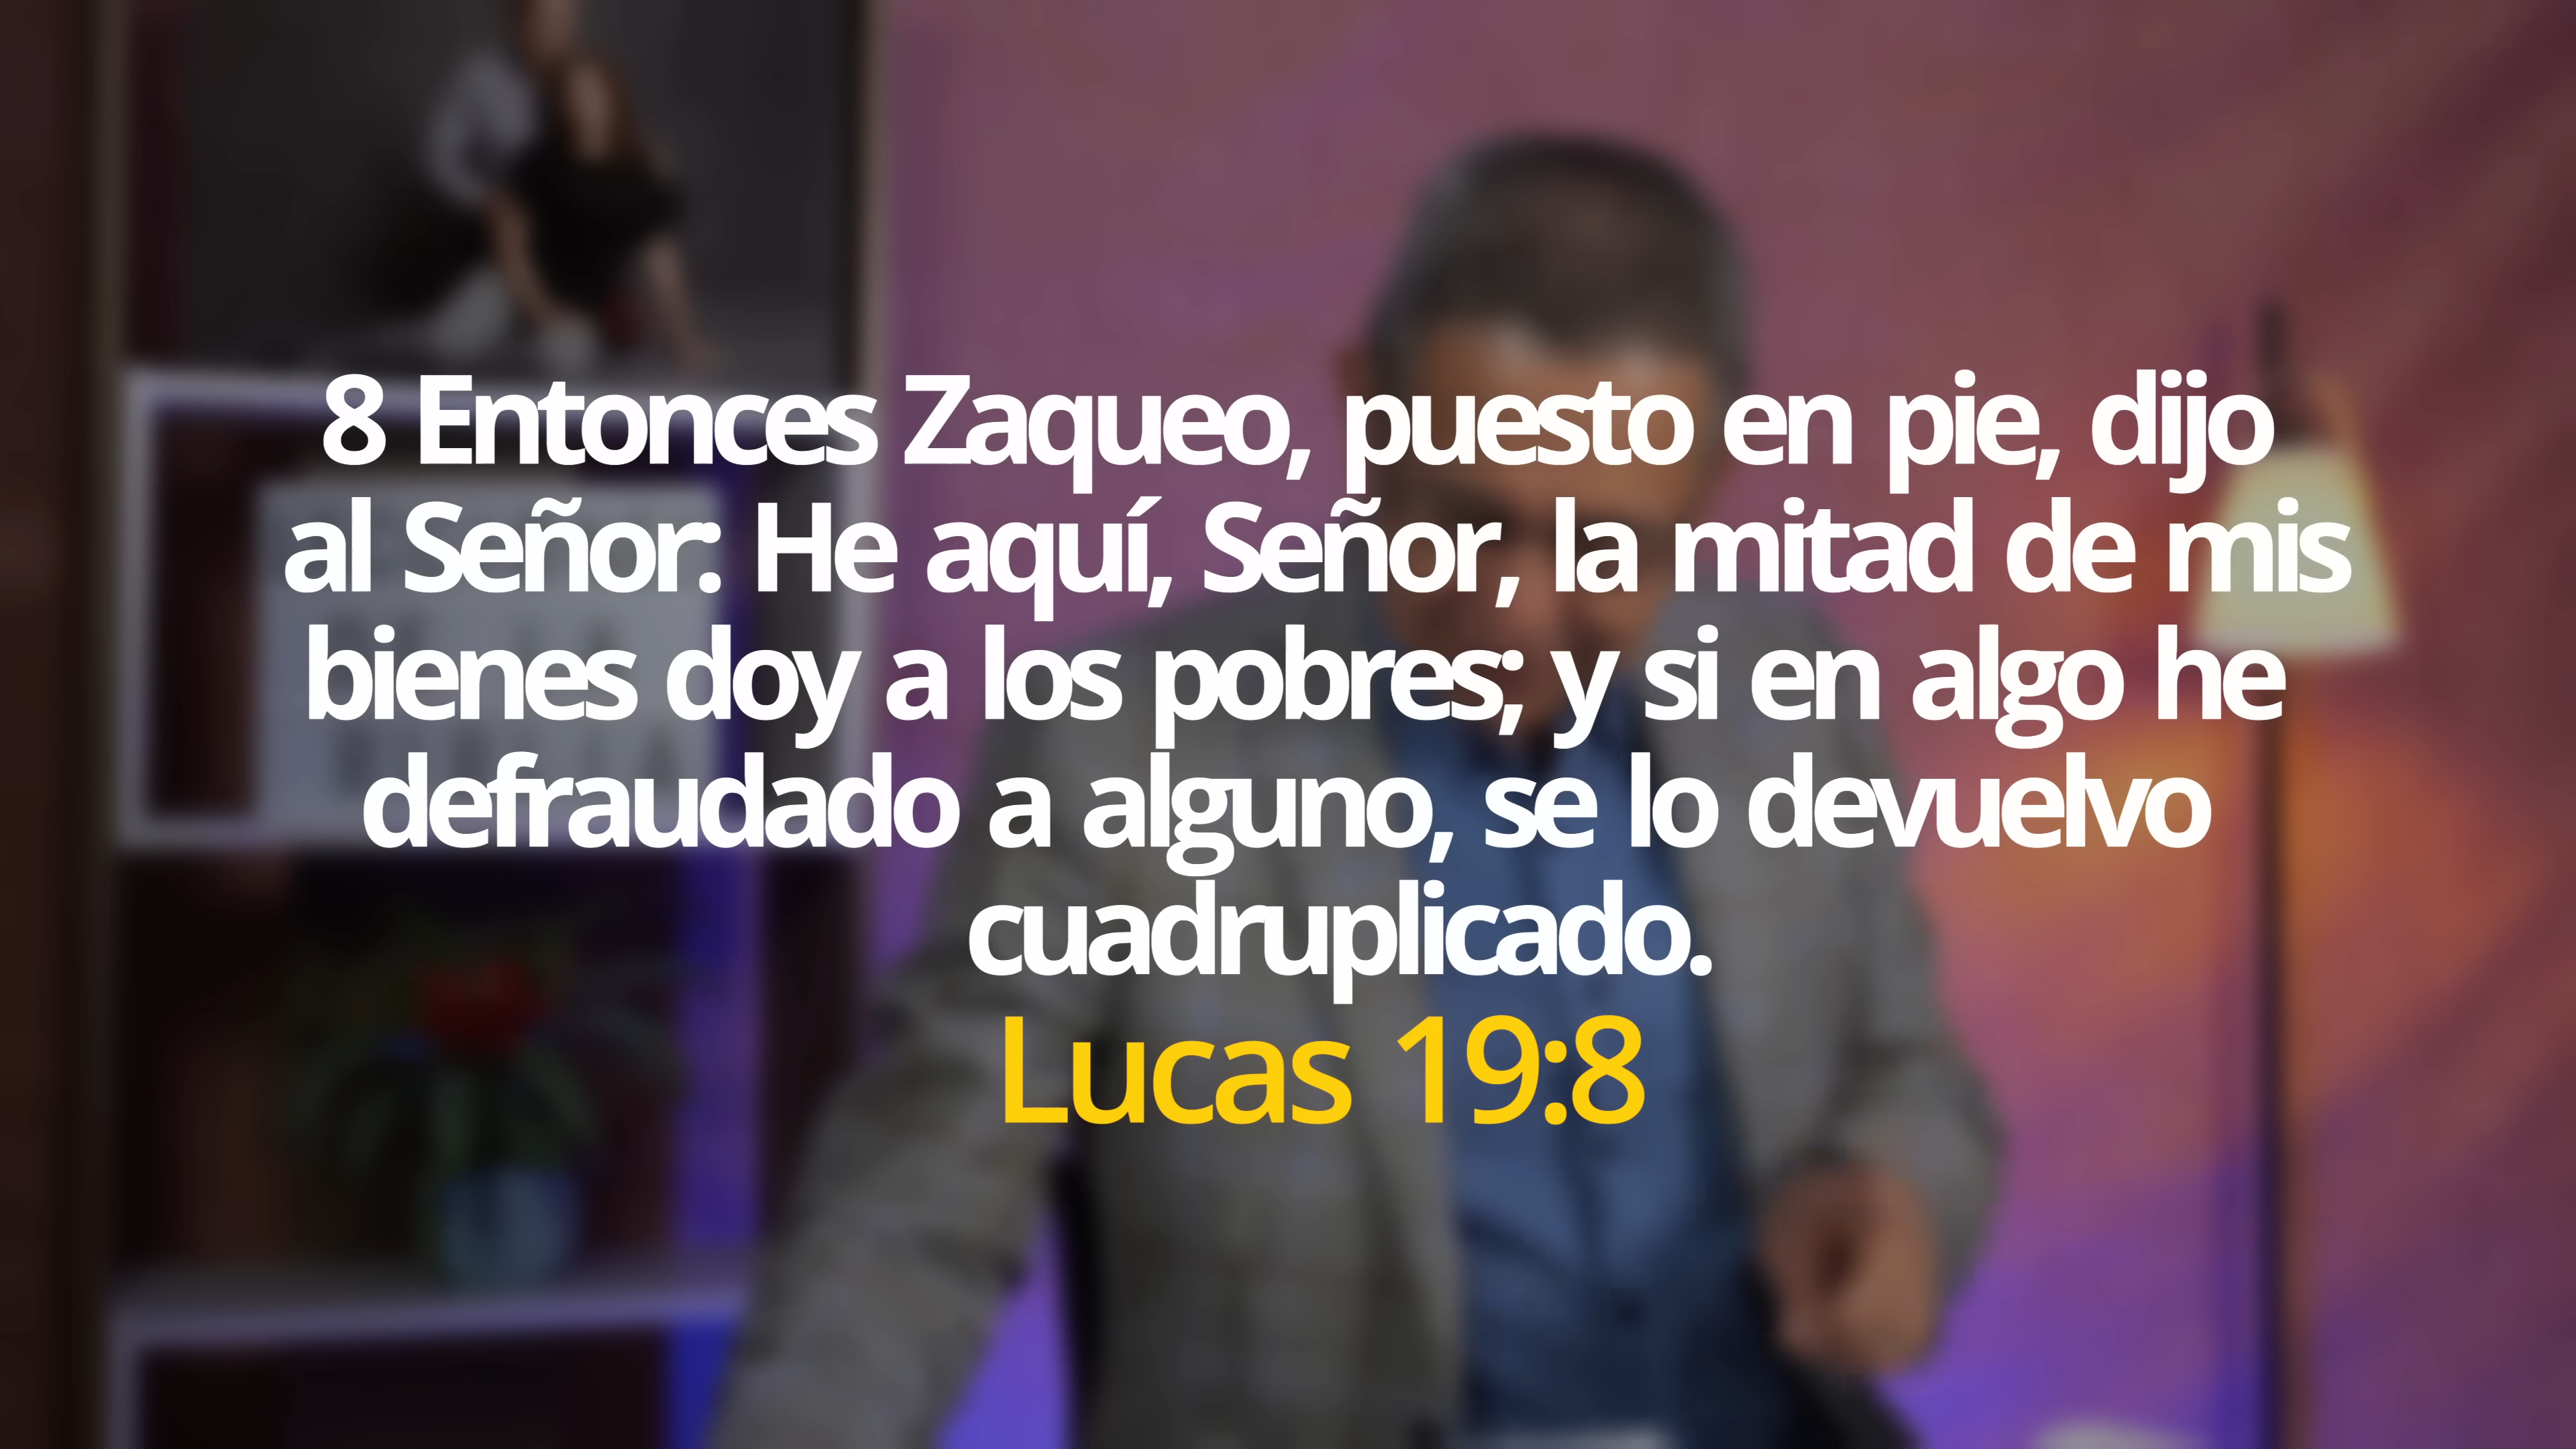 8 Entonces Zaqueo, puesto en pie, dijo
al Señor: He aquí, Señor, la mitad de mis
bienes doy a los pobres; y si en algo he
defraudado a alguno, se lo devuelvo
cuadruplicado.
Lucas 19:8